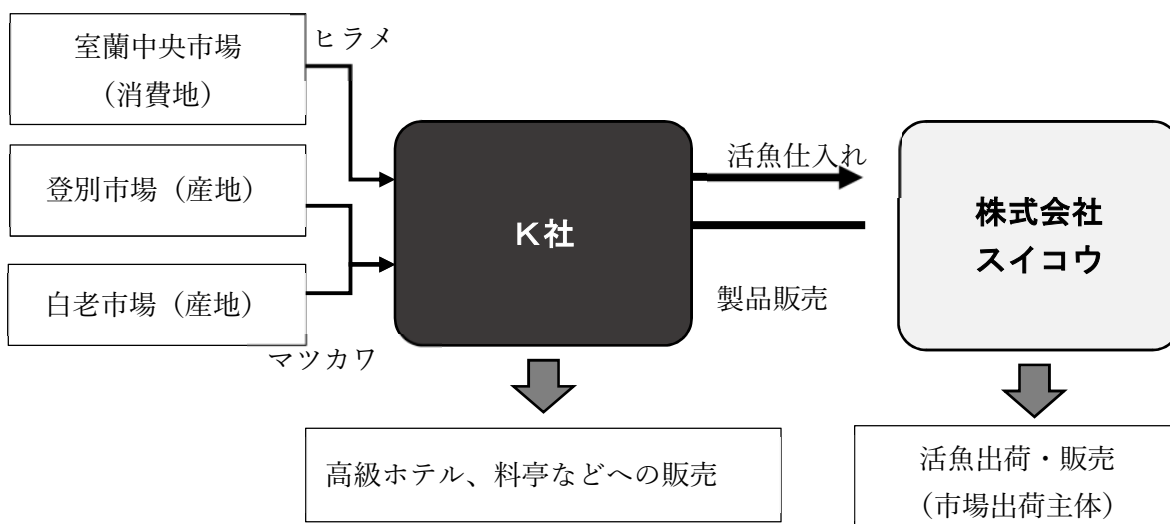 室蘭中央市場
（消費地）
ヒラメ
登別市場（産地）
白老市場（産地）
マツカワ
K社
活魚仕入れ
製品販売
株式会社
スイコウ
高級ホテル、料亭などへの販売
活魚出荷・販売
（市場出荷主体）